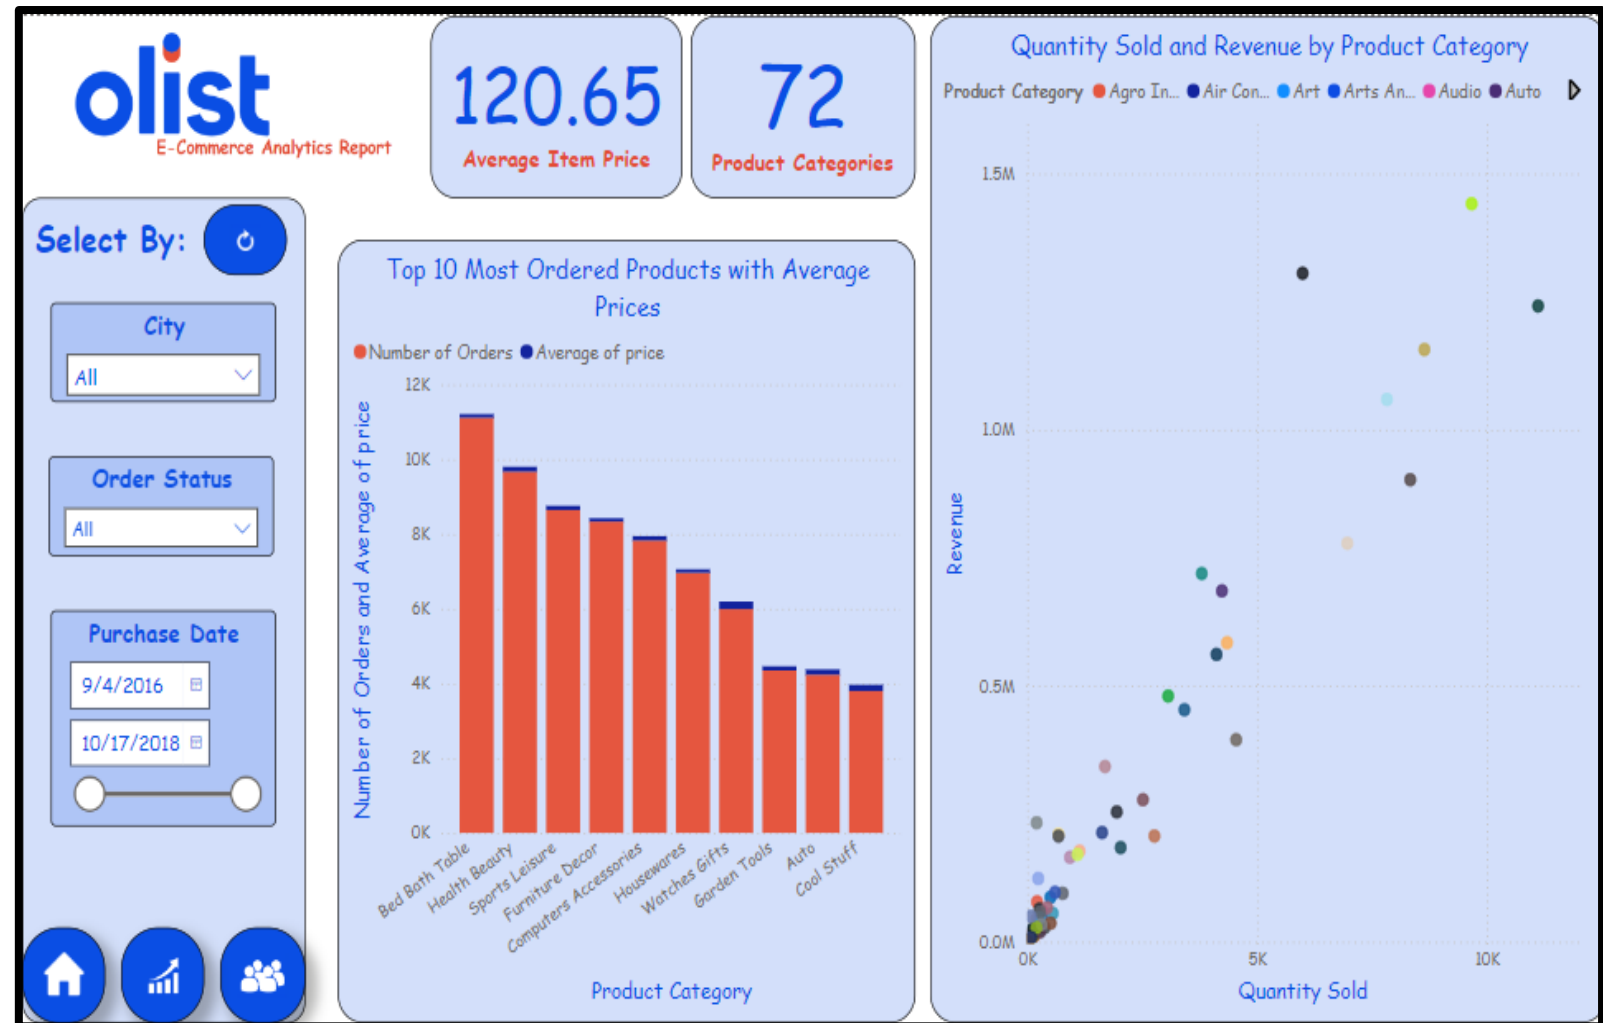 olist
E-Commerce Analytics Report
120.65
Average Item Price
72
Product Categories
Select By:
City
All
Order Status
All
Purchase Date
9/4/2016
10/17/2018
Top 10 Most Ordered Products with Average
Prices
Number of Orders Average of price
Number of Orders and Average of price
12K
10K
8K
6K
4K
2K
0K
Bed Bath Table
Health Beauty
Sports Leisure
Furniture Decor
Computers Accessories
Housewares
Watches Gifts
Garden Tools
Auto
Cool Stuff
Product Category
Quantity Sold and Revenue by Product Category
Product Category Agro In... Air Con... Art Arts An... Audio Auto
Revenue
1.5M
1.0M
0.5M
0.0M
0K 5K 10K
Quantity Sold